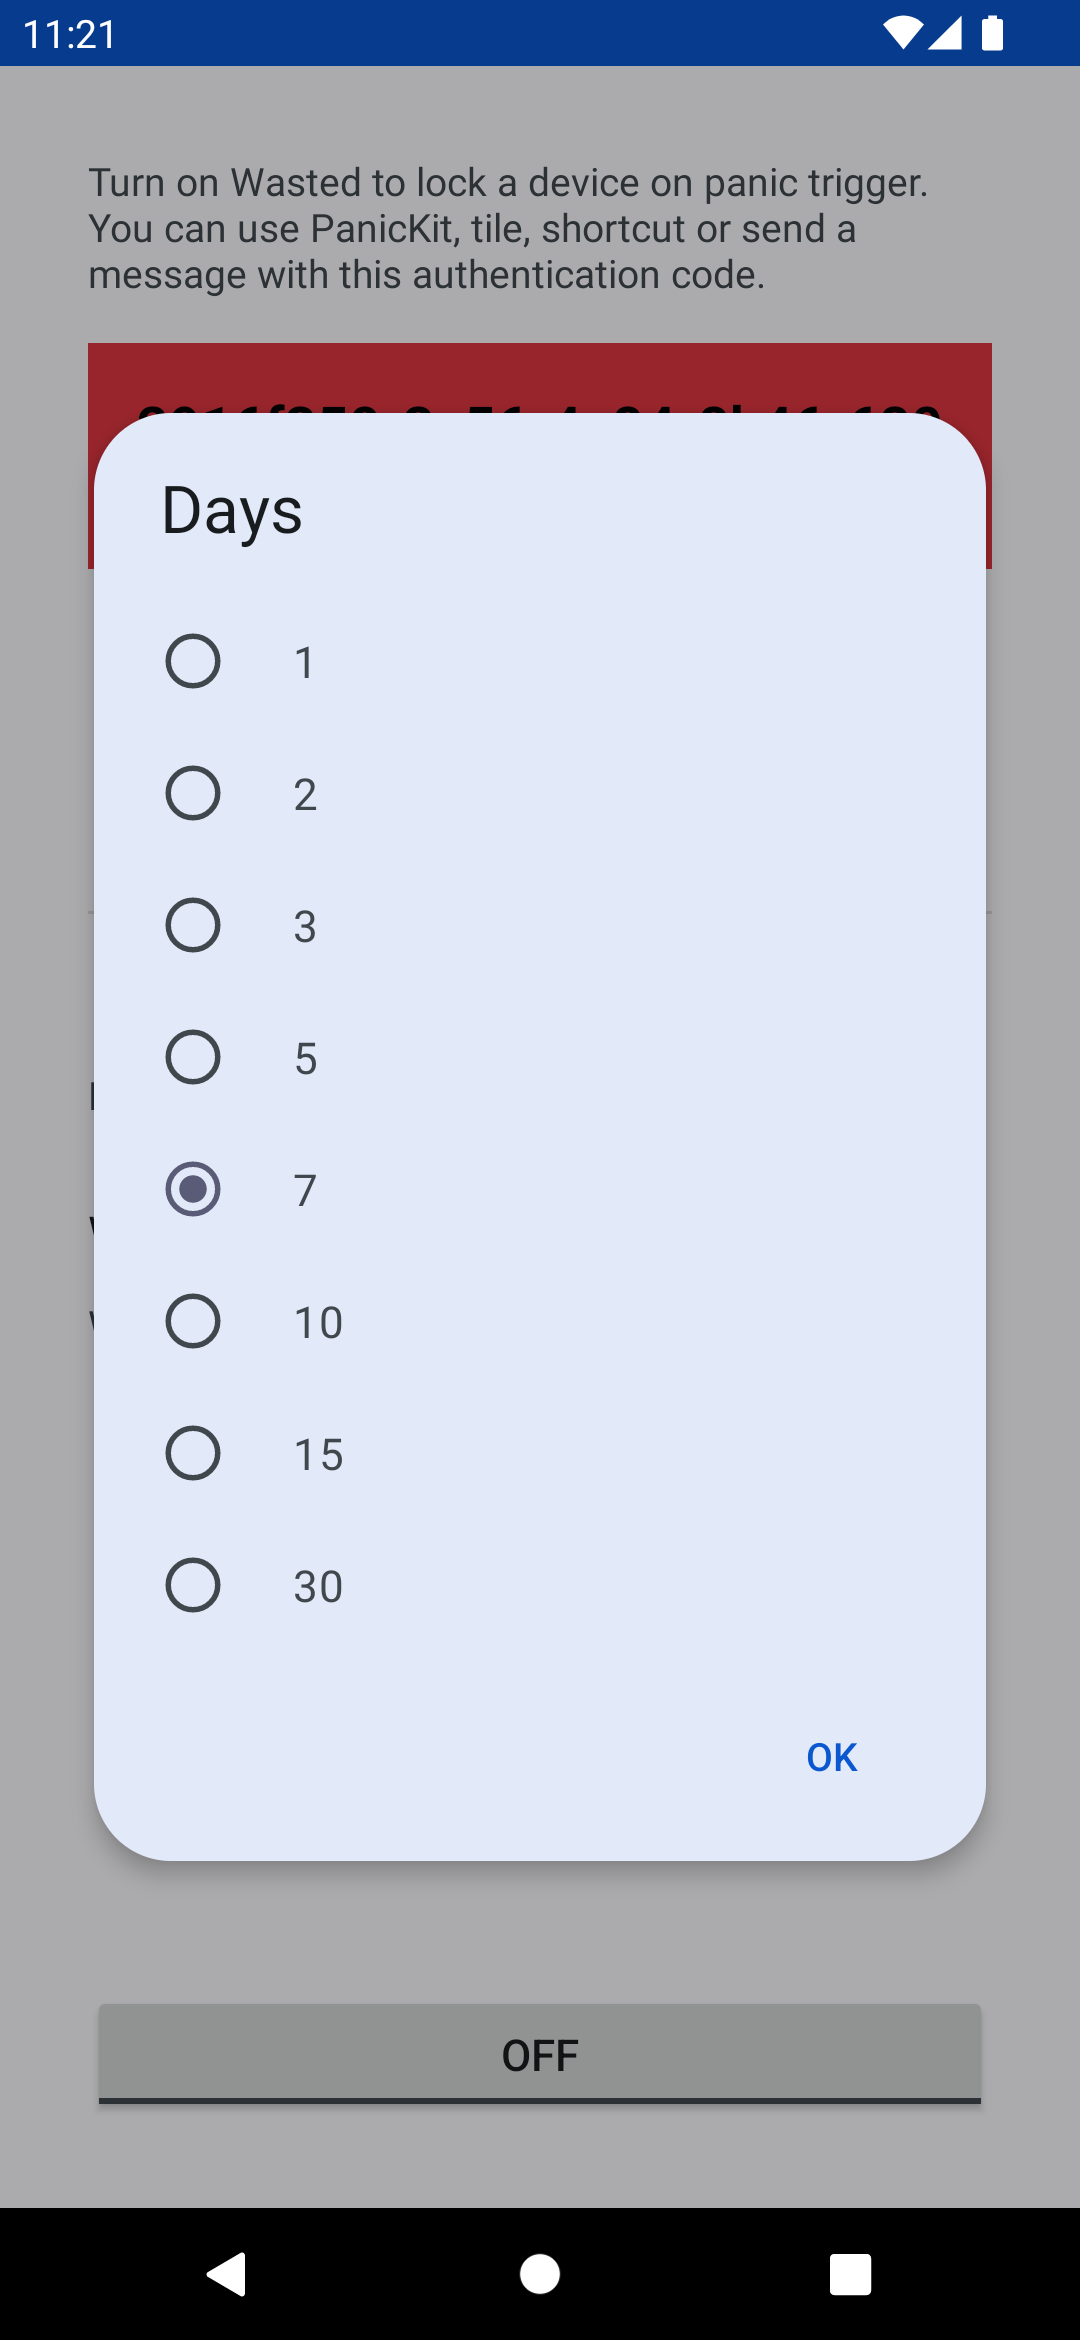 11:21
Turn on Wasted to lock a device on panic trigger.
You can use PanicKit, tile, shortcut or send a
message with this authentication code.
Days
1
2
3
5
7
10
15
30
OK
OFF